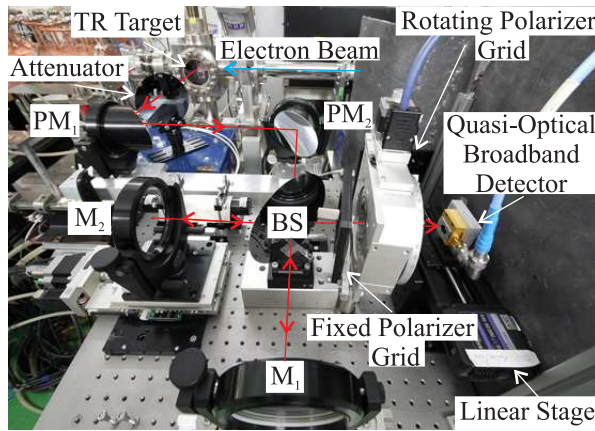 TR Target
Attenuator
Electron Beam
Rotating Polarizer
Grid
PM1
PM2
Quasi-Optical
Broadband
Detector
M2
BS
Fixed Polarizer
Grid
M1
Linear Stage